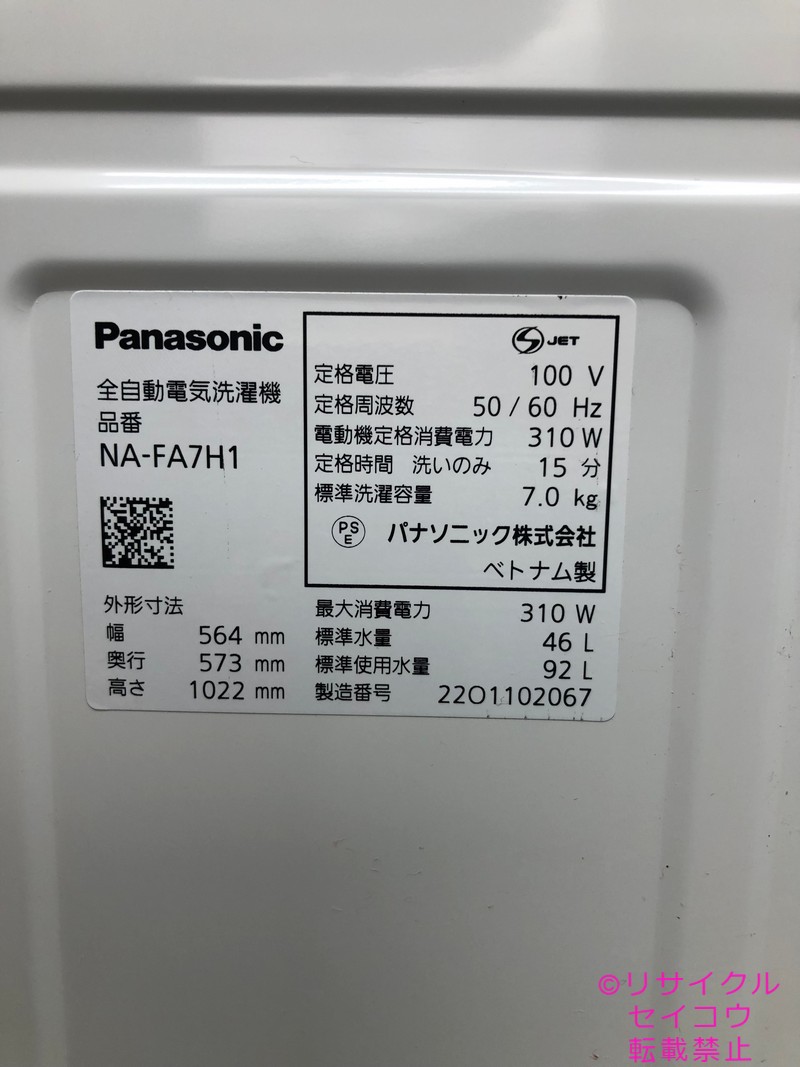 Panasonic
全自動電気洗濯機
品番
NA-FA7H1
外形寸法
幅 564 mm
奥行 573 mm
高さ 1022 mm
JET
定格電圧 100 V
定格周波数 50 / 60 Hz
電動機定格消費電力 310 W
定格時間 洗いのみ 15 分
標準洗濯容量 7.0 kg
PS
E
パナソニック株式会社
ベトナム製
最大消費電力 310 W
標準水量 46 L
標準使用水量 92 L
製造番号 22O1102067
©リサイクル
セイコウ
転載禁止